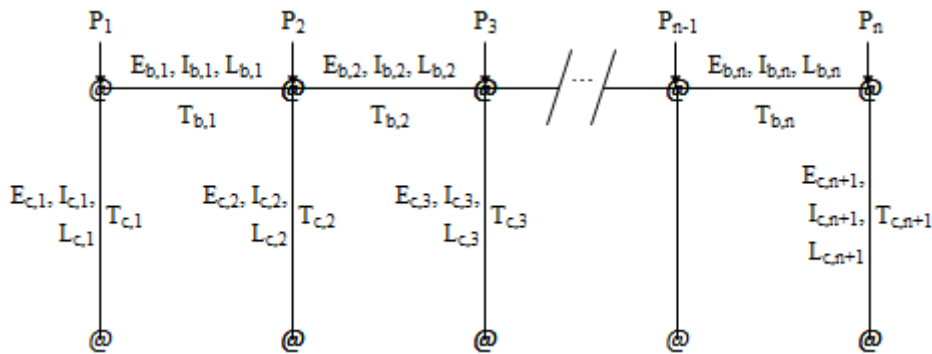 P1 P2 P3 Pn-1 Pn
Eb,1, Ib,1, Lb,1 Eb,2, Ib,2, Lb,2 ... Eb,n, Ib,n, Lb,n
@ @ @ @ @
Tb,1 Tb,2 Tb,n
Ec,1, Ic,1, Lc,1 Tc,1
Ec,2, Ic,2, Lc,2 Tc,2
Ec,3, Ic,3, Lc,3 Tc,3
Ec,n+1, Ic,n+1, Lc,n+1 Tc,n+1
@ @ @ @ @